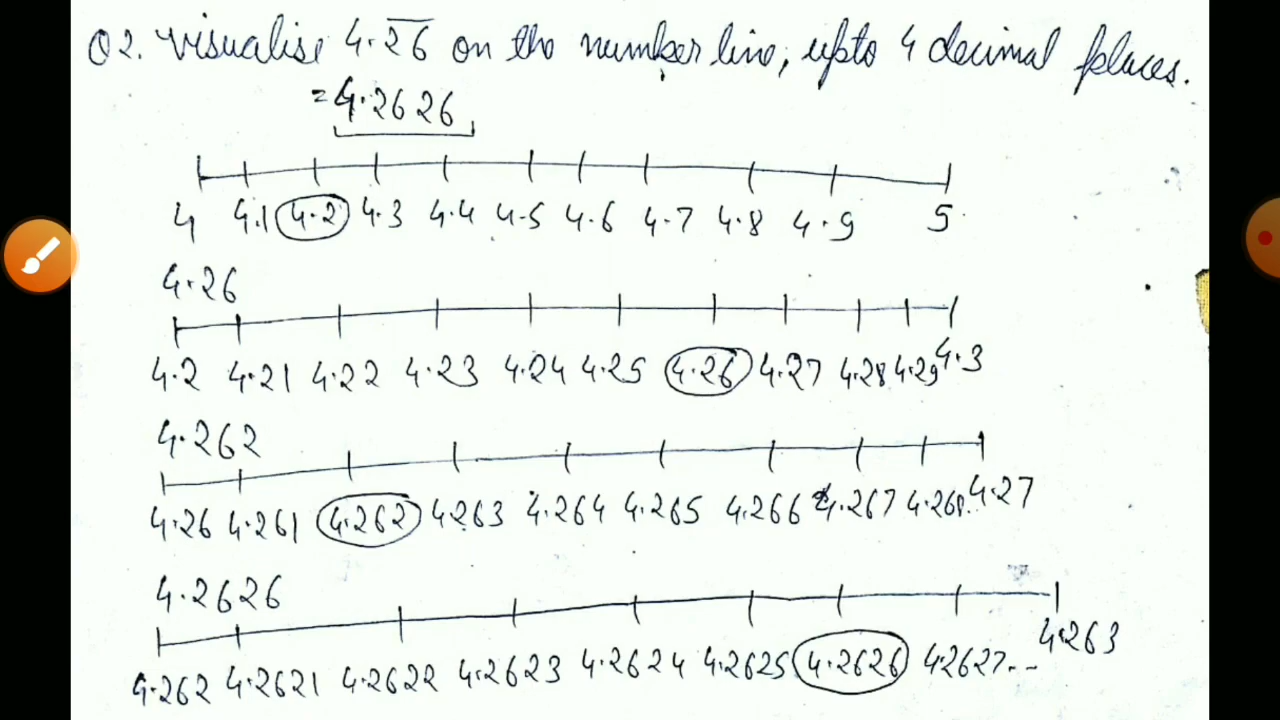 Q2. Visualise 4.2̅6̅ on the number line, upto 4 decimal places.
= 4.2626
4 4.1 4.2 4.3 4.4 4.5 4.6 4.7 4.8 4.9 5
4.26
4.2 4.21 4.22 4.23 4.24 4.25 4.26 4.27 4.28 4.29 4.3
4.262
4.26 4.261 4.262 4.263 4.264 4.265 4.266 4.267 4.268.. 4.27
4.2626
4.262 4.2621 4.2622 4.2623 4.2624 4.2625 4.2626 4.2627... 4.263